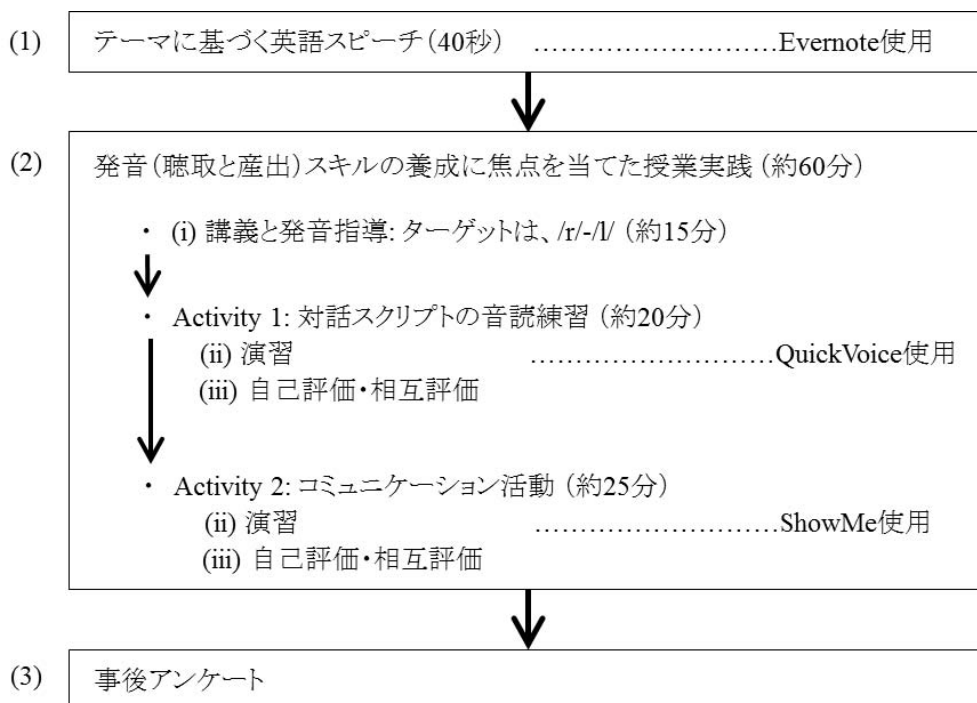 (1) テーマに基づく英語スピーチ(40秒) ...........................Evernote使用
(2) 発音(聴取と産出)スキルの養成に焦点を当てた授業実践(約60分)
・ (i) 講義と発音指導: ターゲットは、/r/-/l/ (約15分)
・ Activity 1: 対話スクリプトの音読練習(約20分)
(ii) 演習 ...........................QuickVoice使用
(iii) 自己評価・相互評価
・ Activity 2: コミュニケーション活動(約25分)
(ii) 演習 ...........................ShowMe使用
(iii) 自己評価・相互評価
(3) 事後アンケート